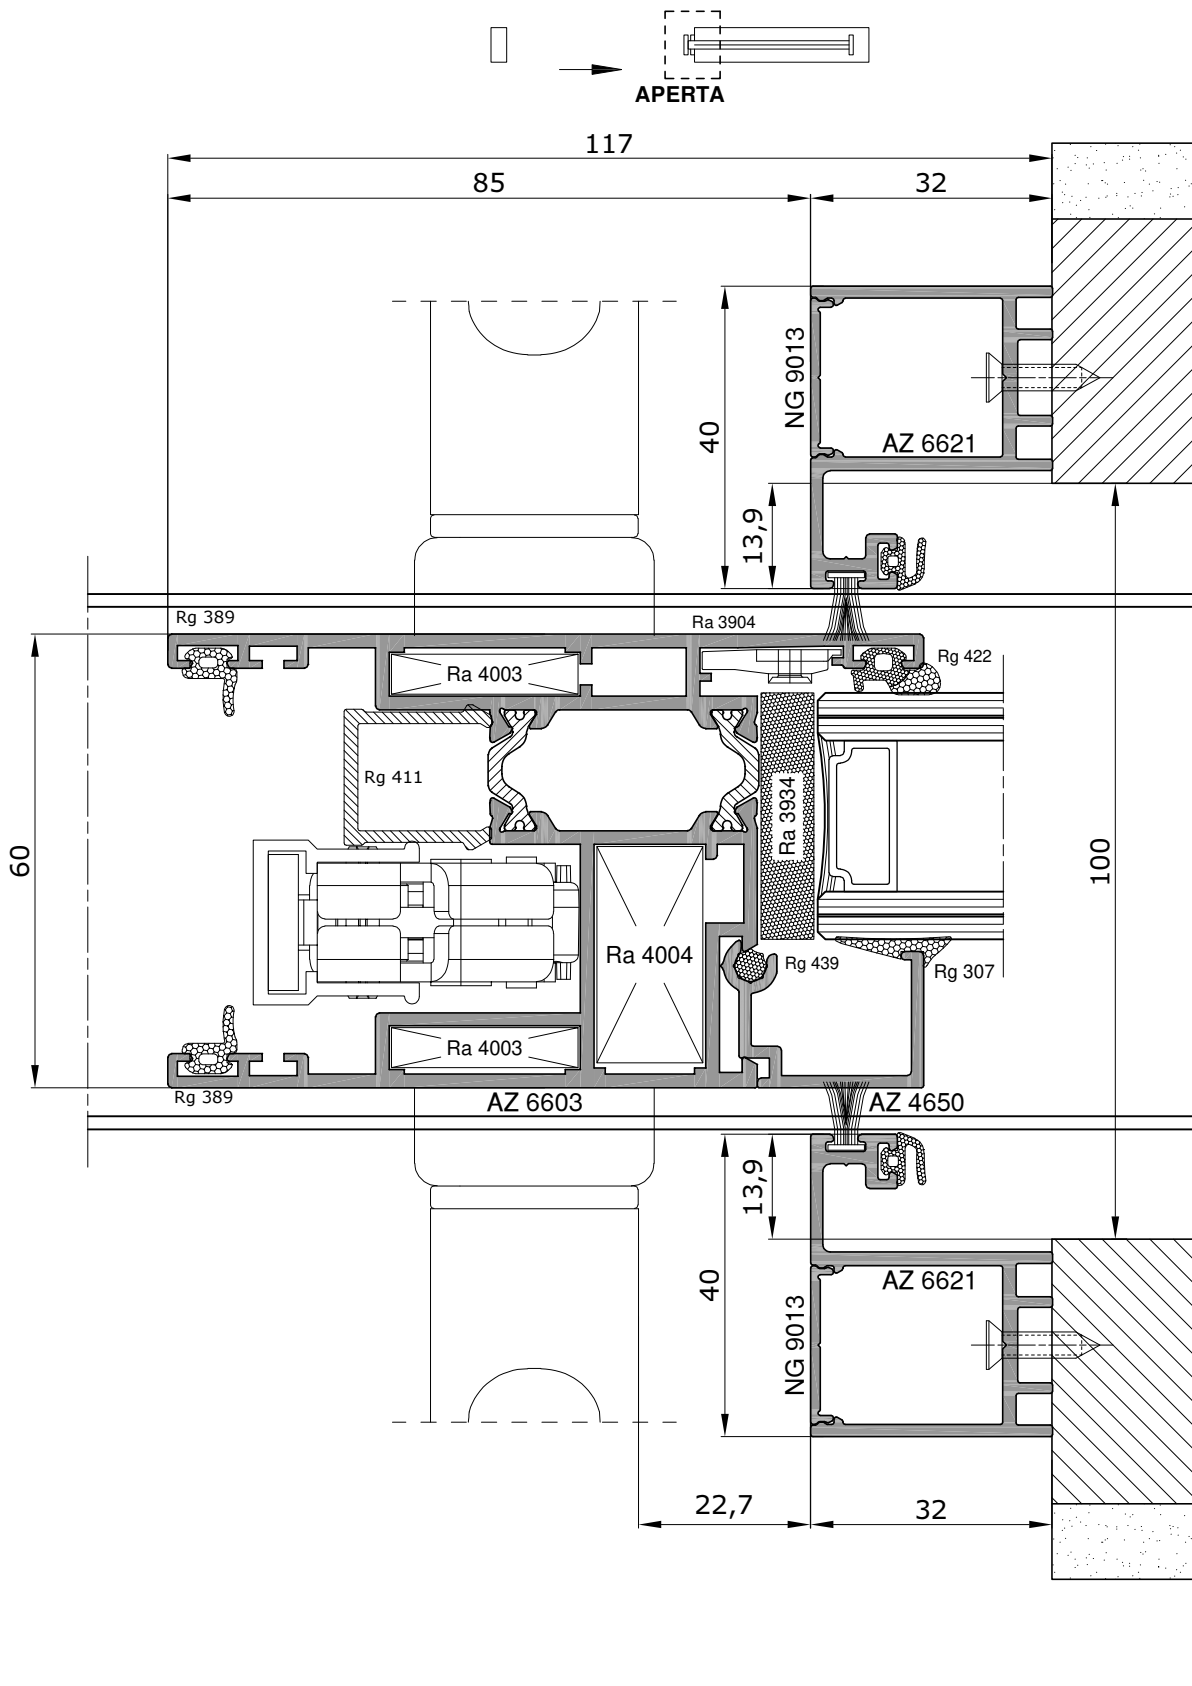 APERTA
117
85
32
40
NG 9013
AZ 6621
13,9
Rg 389
Ra 3904
Rg 422
Ra 4003
Rg 411
Ra 3934
60
100
Ra 4004
Rg 439
Rg 307
Ra 4003
Rg 389
AZ 6603
AZ 4650
13,9
40
AZ 6621
NG 9013
22,7
32